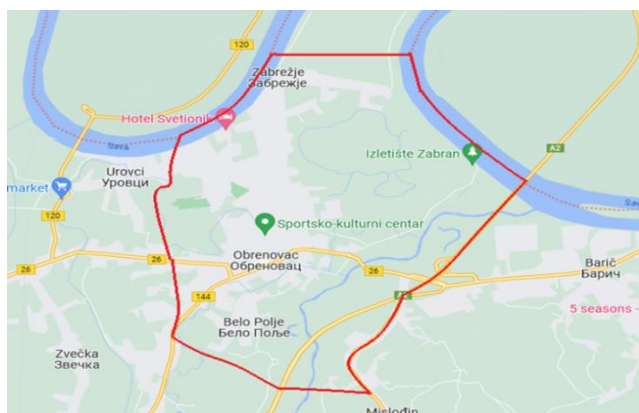 120
Zabrežje
Забрежје
Hotel Svetionik
Sava
A2
Izletište Zabran
Urovci
Уровци
market
120
Sportsko-kulturni centar
Obrenovac
Обреновац
26
26
26
Barič
Барич
144
5 seasons
Belo Polje
Бело Поље
Zvečka
Звечка
Mislođin